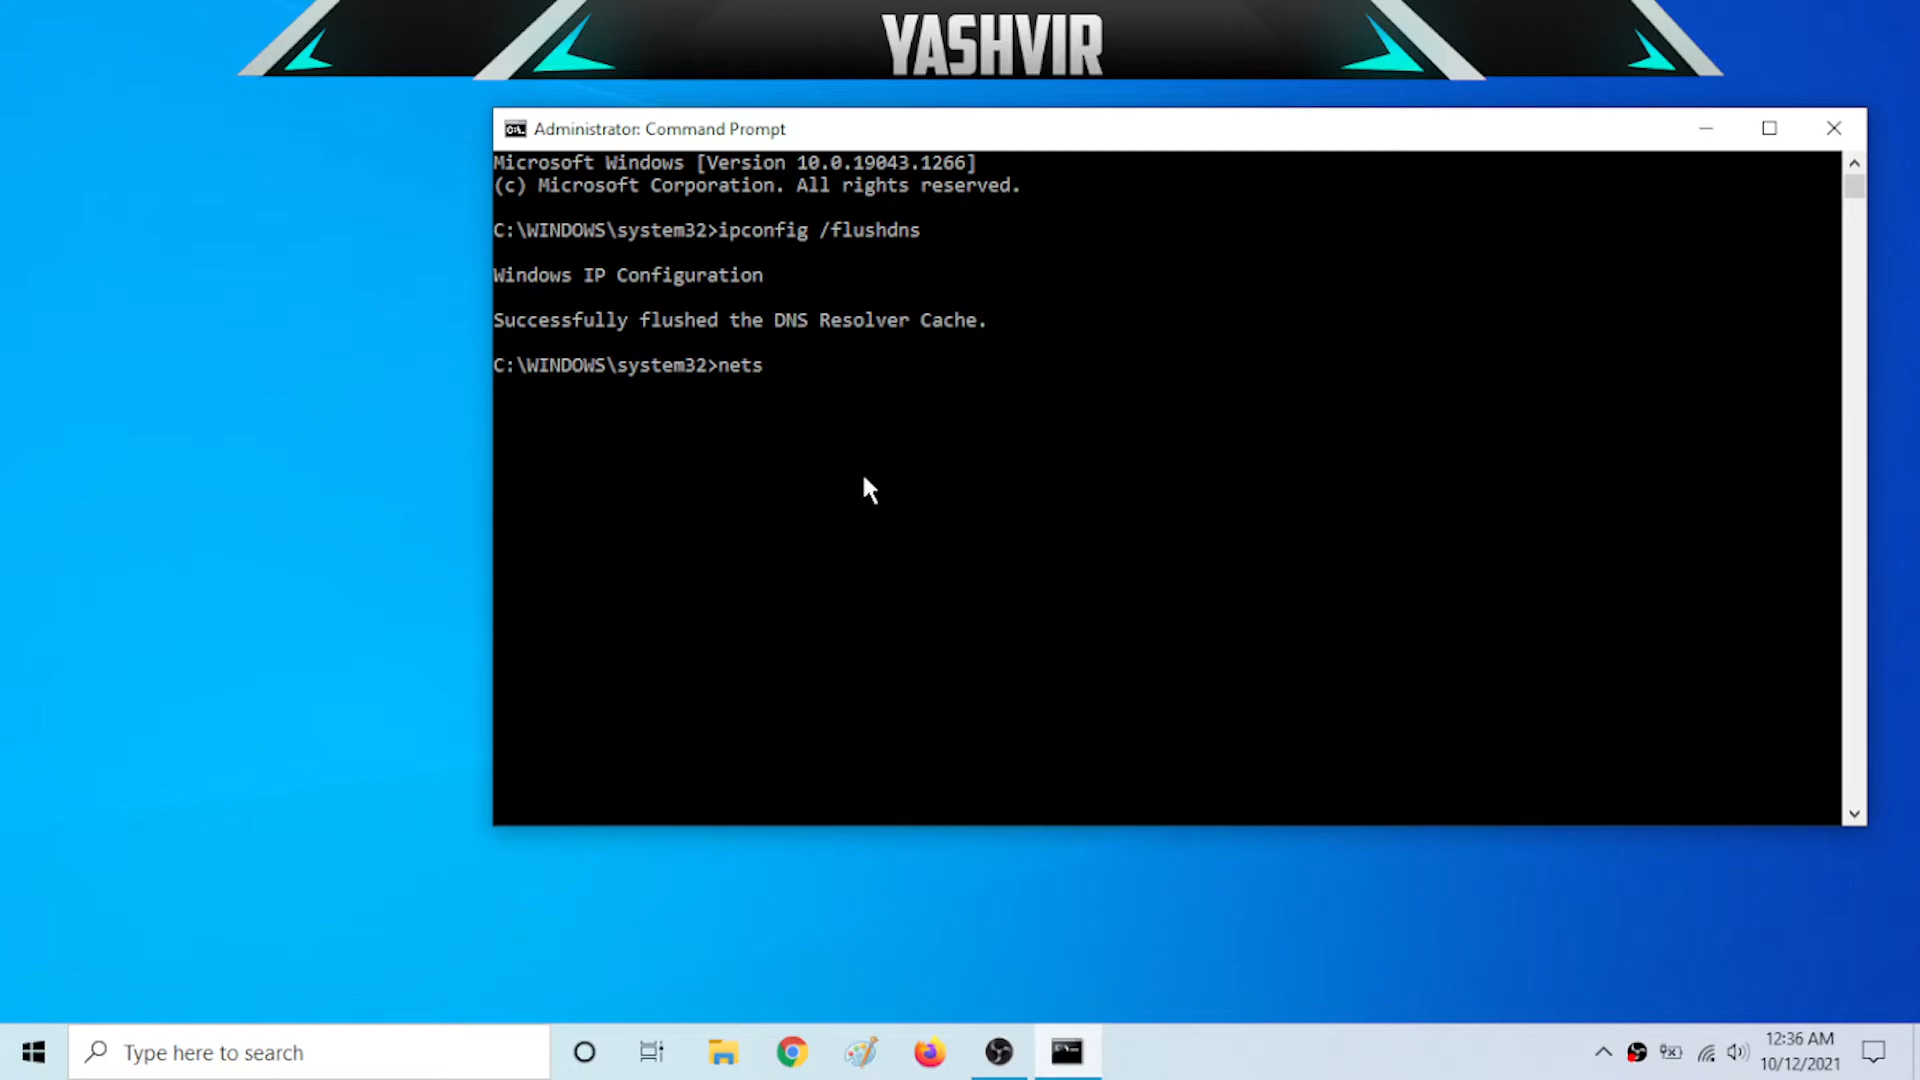 YASHVIR
Administrator: Command Prompt
Microsoft Windows [Version 10.0.19043.1266]
(c) Microsoft Corporation. All rights reserved.
C:\WINDOWS\system32>ipconfig /flushdns
Windows IP Configuration
Successfully flushed the DNS Resolver Cache.
C:\WINDOWS\system32>nets
Type here to search
12:36 AM
10/12/2021